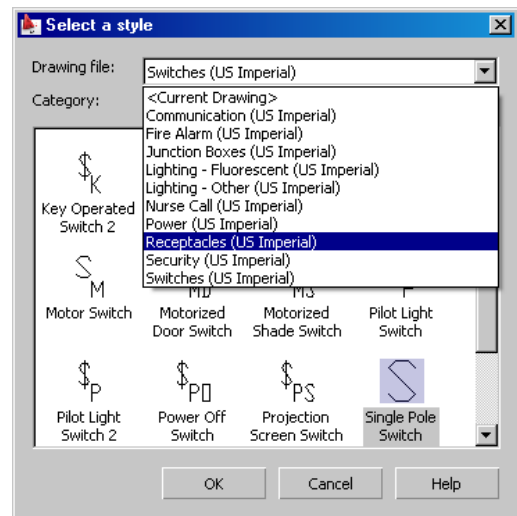 Select a style
Drawing file:
Switches (US Imperial)
Category:
<Current Drawing>
Communication (US Imperial)
Fire Alarm (US Imperial)
Junction Boxes (US Imperial)
Lighting - Fluorescent (US Imperial)
Lighting - Other (US Imperial)
Nurse Call (US Imperial)
Power (US Imperial)
Receptacles (US Imperial)
Security (US Imperial)
Switches (US Imperial)
$K
Key Operated
Switch 2
SM
Motor Switch
Motorized
Door Switch
Motorized
Shade Switch
Pilot Light
Switch
$P
Pilot Light
Switch 2
$PO
Power Off
Switch
$PS
Projection
Screen Switch
S
Single Pole
Switch
OK
Cancel
Help